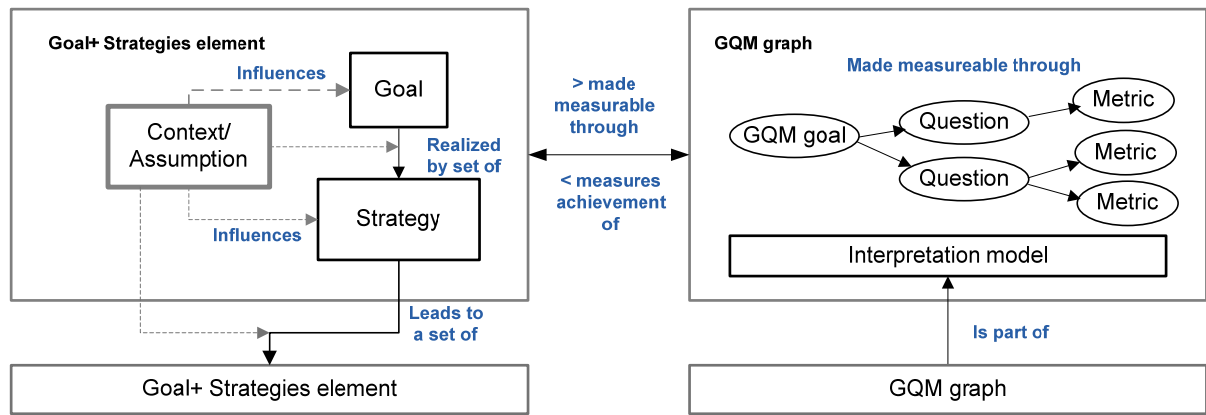 Goal+ Strategies element
Influences
Goal
Context/
Assumption
Realized
by set of
Strategy
Influences
Leads to
a set of
Goal+ Strategies element
> made
measurable
through
< measures
achievement
of
GQM graph
Made measureable through
Metric
Question
GQM goal
Metric
Question
Metric
Interpretation model
Is part of
GQM graph